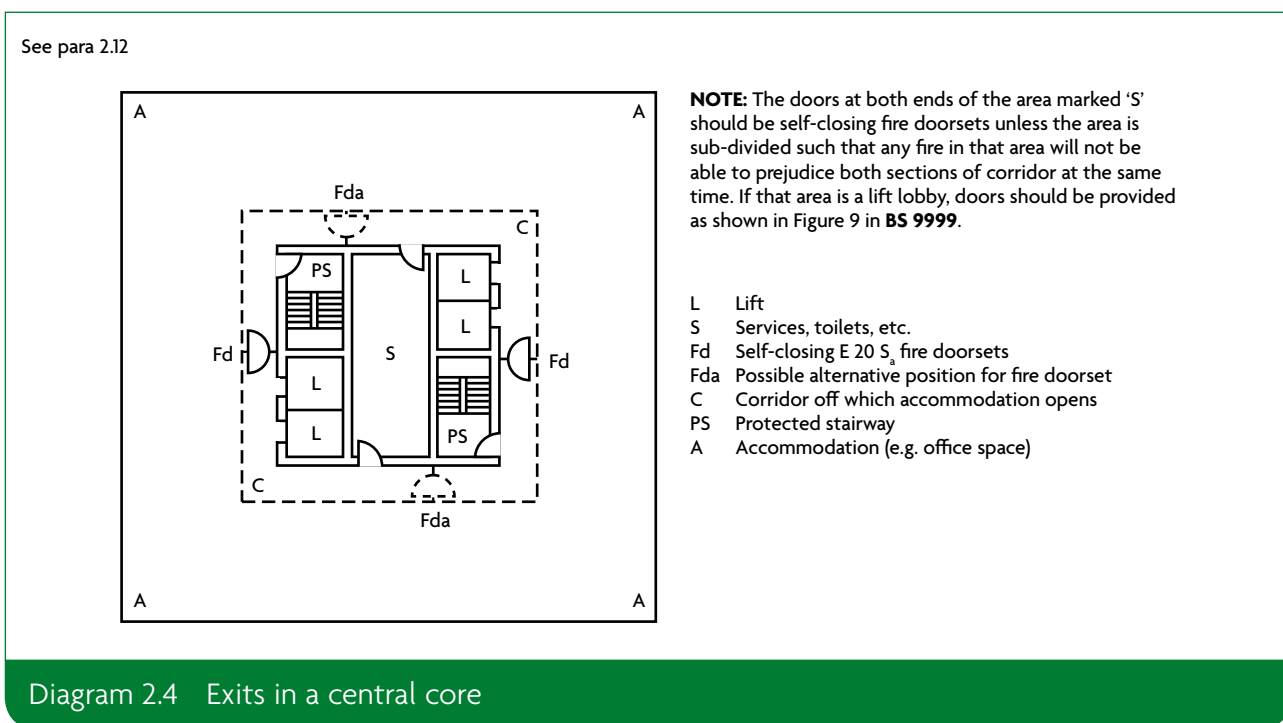 See para 2.12
A
A
NOTE: The doors at both ends of the area marked ‘S’
should be self-closing fire doorsets unless the area is
sub-divided such that any fire in that area will not be
able to prejudice both sections of corridor at the same
time. If that area is a lift lobby, doors should be provided
as shown in Figure 9 in BS 9999.
Fda
C
PS
L
L
Fd
S
Fd
L
L
PS
C
Fda
A
A
L Lift
S Services, toilets, etc.
Fd Self-closing E 20 Sa fire doorsets
Fda Possible alternative position for fire doorset
C Corridor off which accommodation opens
PS Protected stairway
A Accommodation (e.g. office space)
Diagram 2.4 Exits in a central core